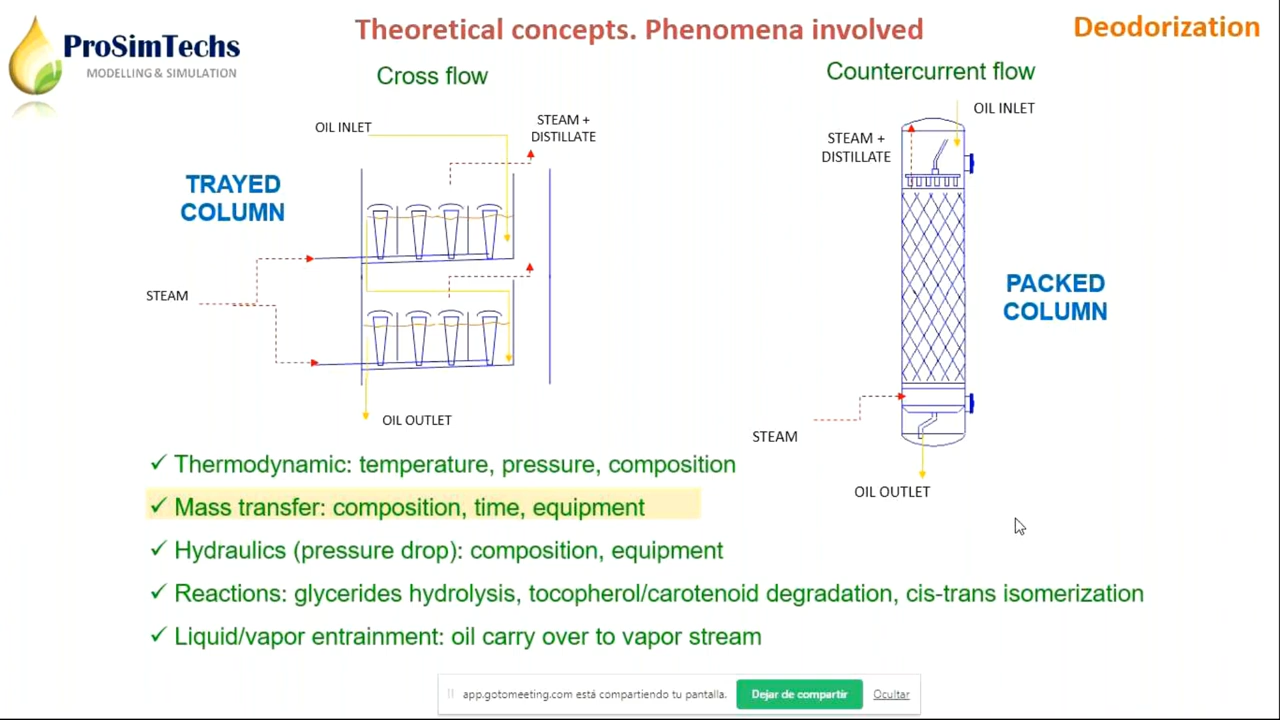 Theoretical concepts. Phenomena involved
Deodorization
ProSimTechs
MODELLING & SIMULATION
Cross flow
Countercurrent flow
OIL INLET
STEAM +
DISTILLATE
TRAYED
COLUMN
STEAM
OIL OUTLET
OIL INLET
STEAM +
DISTILLATE
PACKED
COLUMN
STEAM
OIL OUTLET
✓ Thermodynamic: temperature, pressure, composition
✓ Mass transfer: composition, time, equipment
✓ Hydraulics (pressure drop): composition, equipment
✓ Reactions: glycerides hydrolysis, tocopherol/carotenoid degradation, cis-trans isomerization
✓ Liquid/vapor entrainment: oil carry over to vapor stream
app.gotomeeting.com está compartiendo tu pantalla.
Dejar de compartir
Ocultar